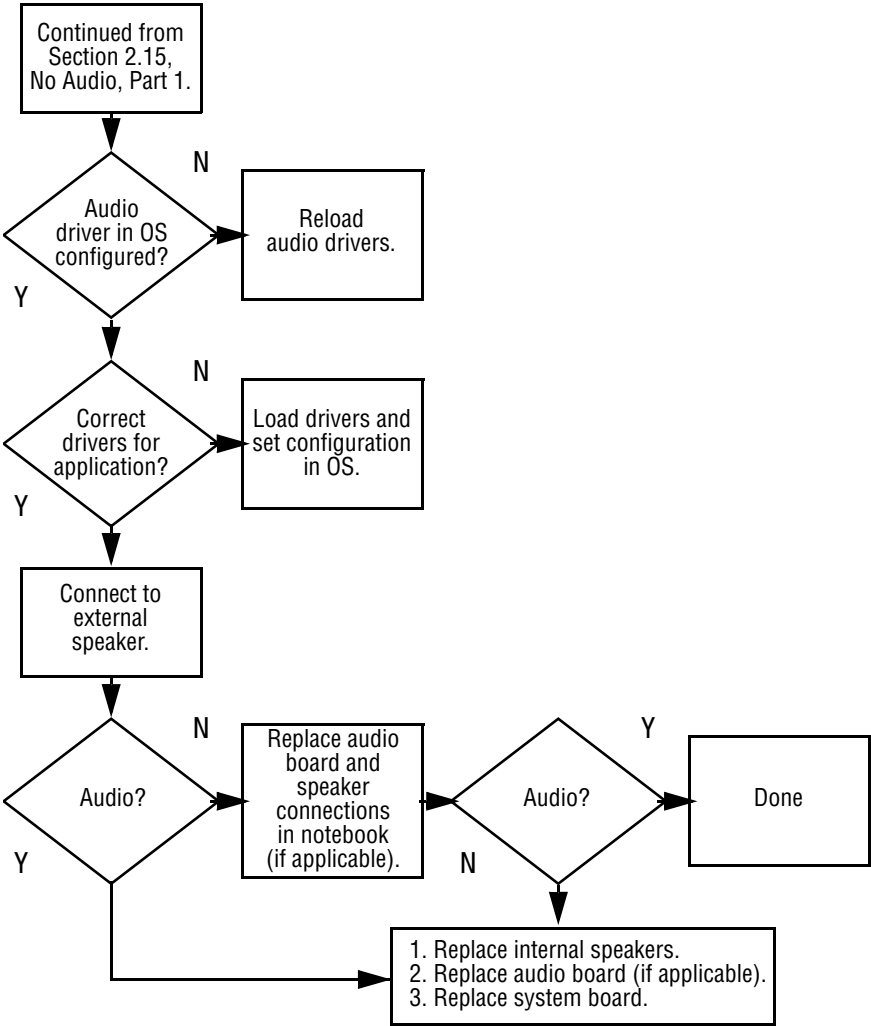 Continued from
Section 2.15,
No Audio, Part 1.
N
Audio
driver in OS
configured?
Reload
audio drivers.
Y
N
Correct
drivers for
application?
Load drivers and
set configuration
in OS.
Y
Connect to
external
speaker.
N
Audio?
Y
Replace audio
board and
speaker
connections
in notebook
(if applicable).
Y
Audio?
N
Done
1. Replace internal speakers.
2. Replace audio board (if applicable).
3. Replace system board.